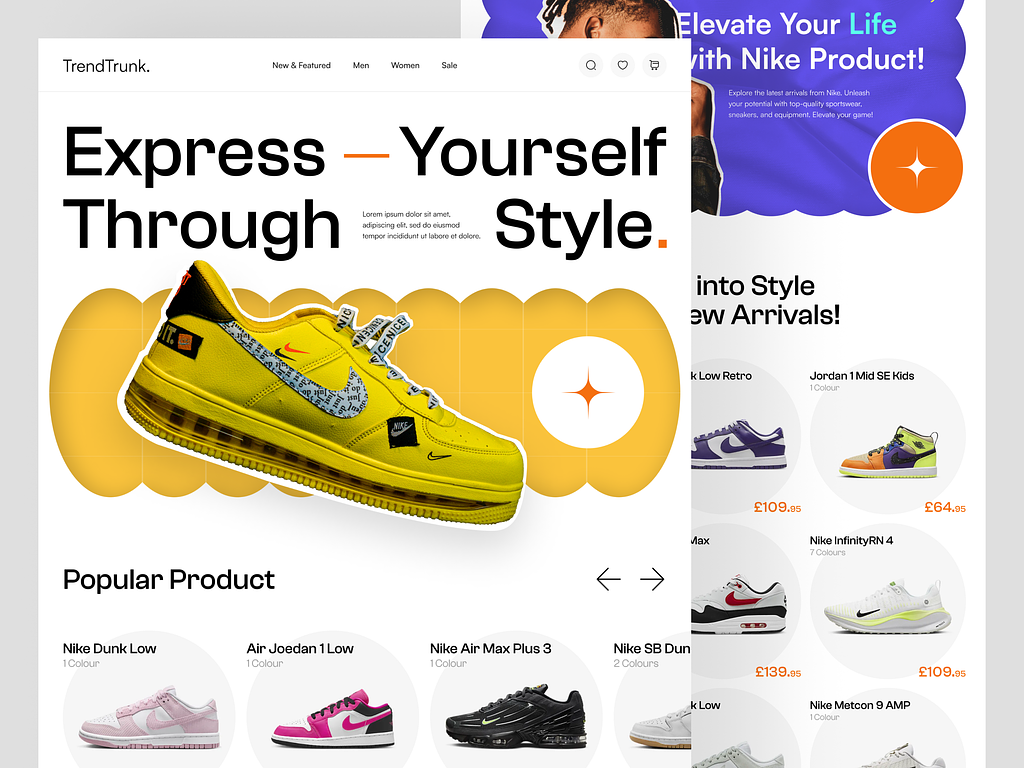 TrendTrunk.
New & Featured Men Women Sale
Express — Yourself
Through
Lorem ipsum dolor sit amet,
adipiscing elit, sed do eiusmod
tempor incididunt ut labore et dolore.
Style.
IT.
NICE
NICENICE
NIKE
Popular Product
Nike Dunk Low
1 Colour
Air Joedan 1 Low
1 Colour
Nike Air Max Plus 3
1 Colour
Nike SB Dun
2 Colours
Elevate Your Life
with Nike Product!
Explore the latest arrivals from Nike. Unleash
your potential with top-quality sportswear,
sneakers, and equipment. Elevate your game!
into Style
ew Arrivals!
k Low Retro
£109.95
Jordan 1 Mid SE Kids
1 Colour
£64.95
Max
£139.95
Nike InfinityRN 4
7 Colours
£109.95
k Low
Nike Metcon 9 AMP
1 Colour